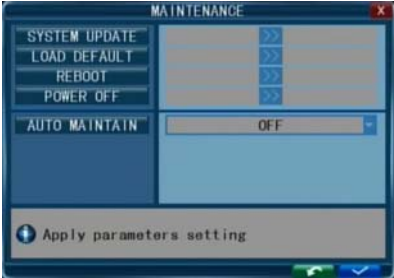 MAINTENANCE X
SYSTEM UPDATE >>
LOAD DEFAULT >>
REBOOT >>
POWER OFF >>
AUTO MAINTAIN OFF
Apply parameters setting